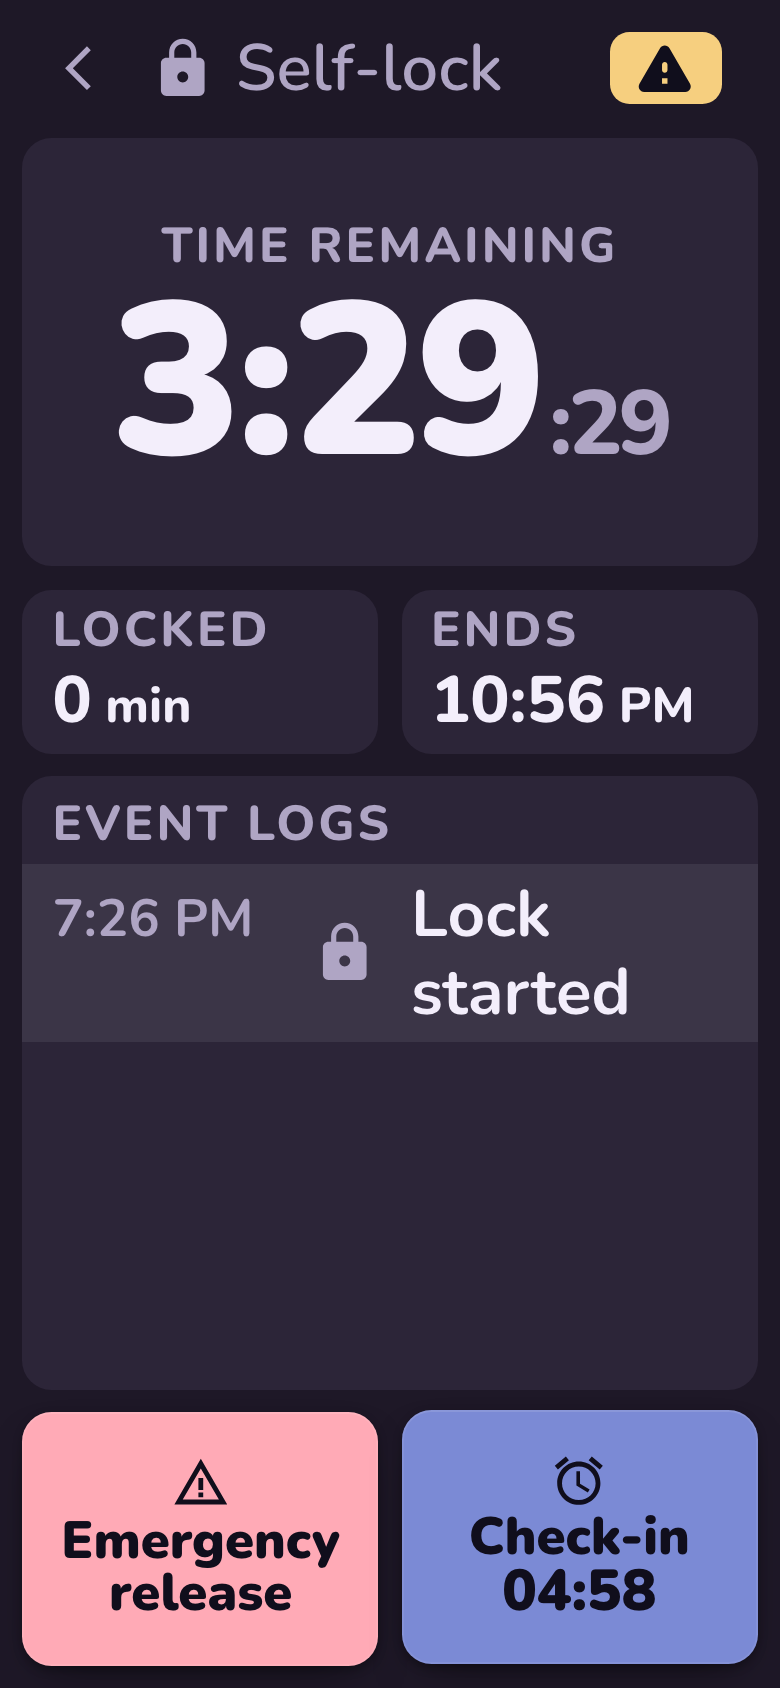 Self-lock
TIME REMAINING
3:29:29
LOCKED
0 min
ENDS
10:56 PM
EVENT LOGS
7:26 PM
Lock
started
Emergency
release
Check-in
04:58